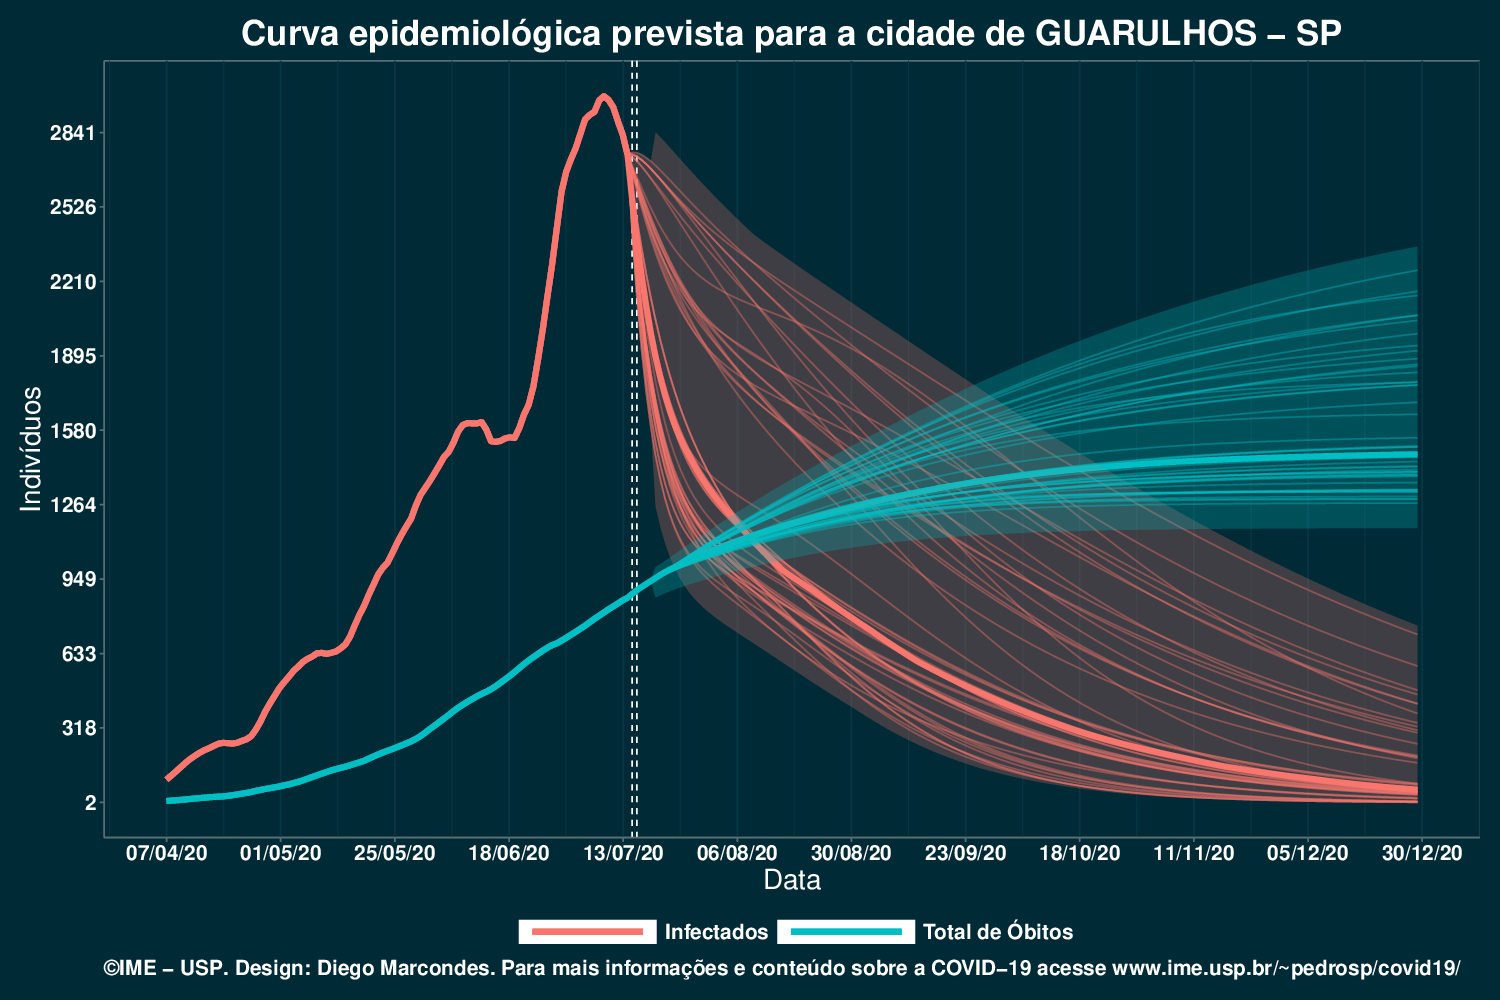 Curva epidemiológica prevista para a cidade de GUARULHOS – SP
Indivíduos
2841
2526
2210
1895
1580
1264
949
633
318
2
07/04/20 01/05/20 25/05/20 18/06/20 13/07/20 06/08/20 30/08/20 23/09/20 18/10/20 11/11/20 05/12/20 30/12/20
Data
Infectados Total de Óbitos
©IME – USP. Design: Diego Marcondes. Para mais informações e conteúdo sobre a COVID–19 acesse www.ime.usp.br/~pedrosp/covid19/